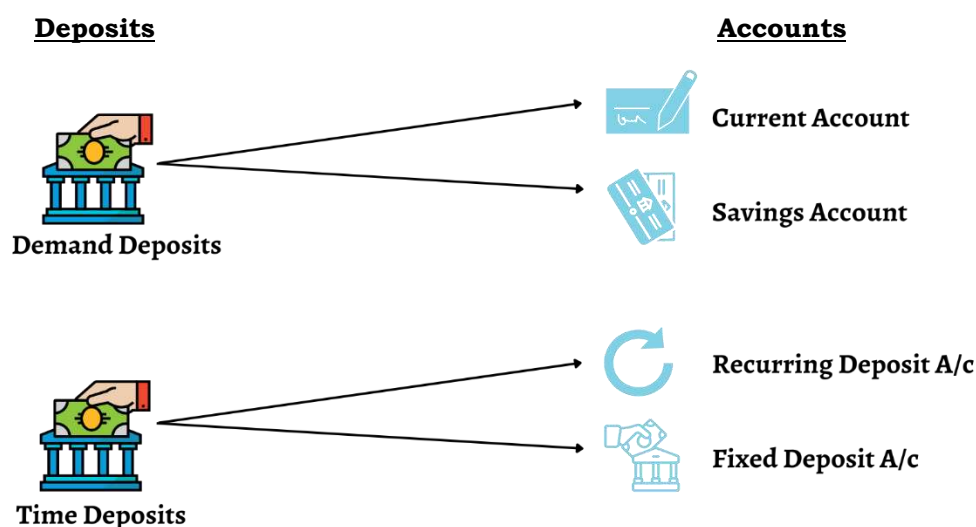 Deposits
Accounts
Current Account
Savings Account
Demand Deposits
Recurring Deposit A/c
Fixed Deposit A/c
Time Deposits